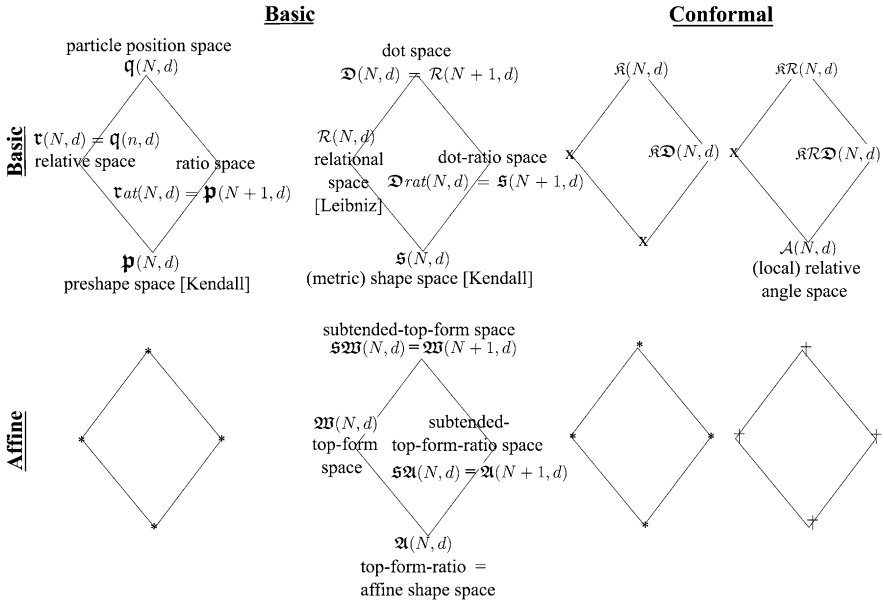 Basic
Conformal
Basic
particle position space
𝖖(N, d)
𝖗(N, d) = 𝖖(n, d)
relative space
ratio space
𝖗at(N, d) = 𝖕(N + 1, d)
𝖕(N, d)
preshape space [Kendall]
dot space
𝕯(N, d) = ℛ(N + 1, d)
ℛ(N, d)
relational
space
[Leibniz]
dot-ratio space
𝕯rat(N, d) = 𝖘(N + 1, d)
𝖘(N, d)
(metric) shape space [Kendall]
𝕶(N, d)
x
𝕶𝕯(N, d)
x
𝕶ℛ(N, d)
x
𝕶ℛ𝕯(N, d)
𝒜(N, d)
(local) relative
angle space
Affine
*
*
*
*
subtended-top-form space
𝖘𝖂(N, d) = 𝖂(N + 1, d)
𝖂(N, d)
top-form
space
subtended-
top-form-ratio space
𝖘𝕬(N, d) = 𝕬(N + 1, d)
𝕬(N, d)
top-form-ratio =
affine shape space
*
*
*
*
+
+
+
+